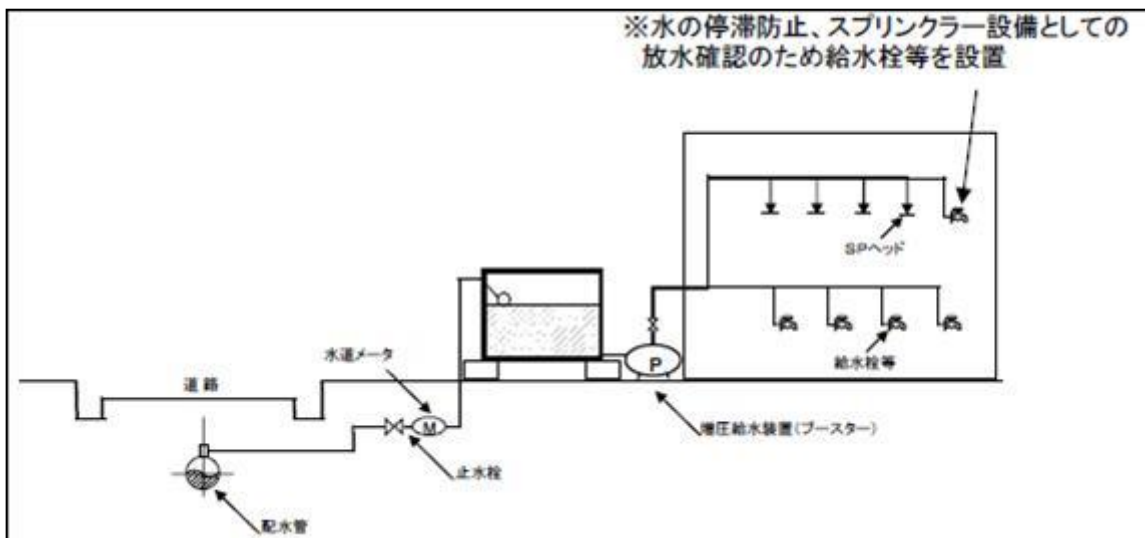 ※水の停滞防止、スプリンクラー設備としての
放水確認のため給水栓等を設置
SPヘッド
給水栓等
水道メータ
P
道路
増圧給水装置(ブースター)
M
止水栓
配水管